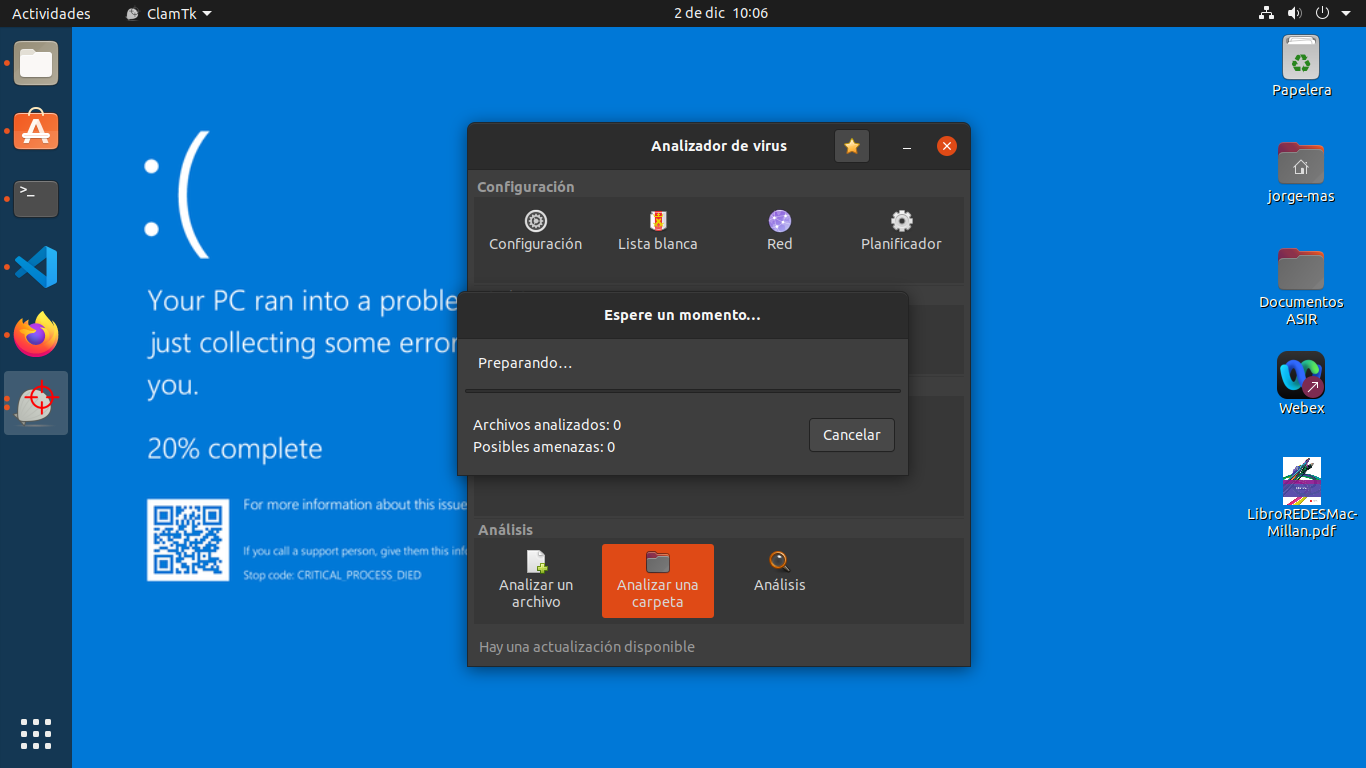 Actividades
ClamTk
2 de dic 10:06
Papelera
jorge-mas
Documentos
ASIR
Webex
LibroREDESMac-
Millan.pdf
:(
Your PC ran into a proble
just collecting some error
you.
20% complete
For more information about this issue
If you call a support person, give them this info
Stop code: CRITICAL_PROCESS_DIED
Analizador de virus
Configuración
Configuración
Lista blanca
Red
Planificador
Espere un momento...
Preparando...
Archivos analizados: 0
Posibles amenazas: 0
Cancelar
Análisis
Analizar un
archivo
Analizar una
carpeta
Análisis
Hay una actualización disponible